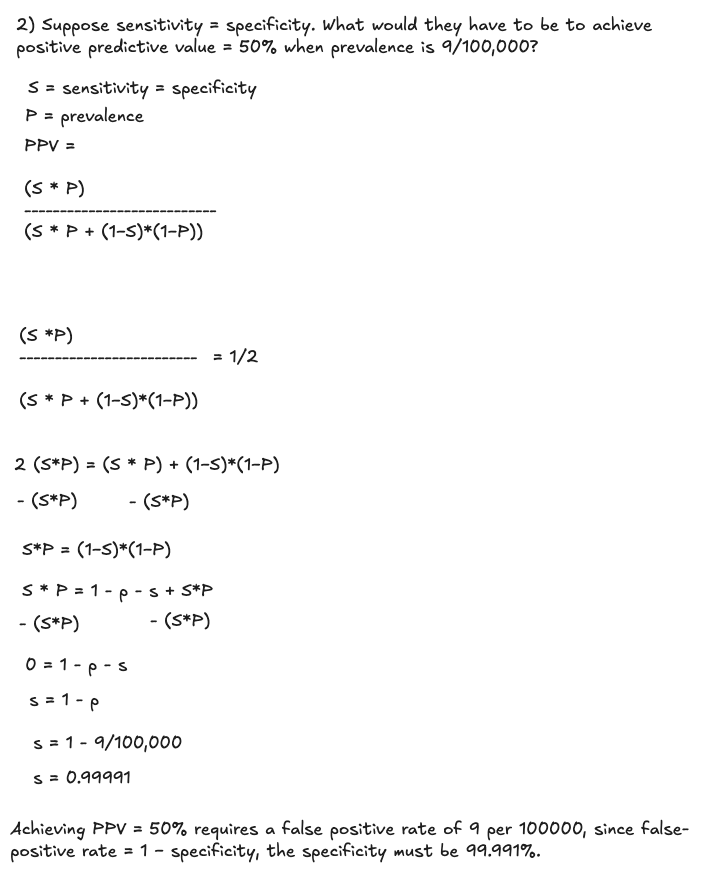 2) Suppose sensitivity = specificity. What would they have to be to achieve
positive predictive value = 50% when prevalence is 9/100,000?
S = sensitivity = specificity
P = prevalence
PPV =
(S * P)
---------------------------
(S * P + (1-S)*(1-P))
(S *P)
------------------------- = 1/2
(S * P + (1-S)*(1-P))
2 (S*P) = (S * P) + (1-S)*(1-P)
- (S*P) - (S*P)
S*P = (1-S)*(1-P)
S * P = 1 - p - s + S*P
- (S*P) - (S*P)
0 = 1 - p - s
s = 1 - p
s = 1 - 9/100,000
s = 0.99991
Achieving PPV = 50% requires a false positive rate of 9 per 100000, since false-
positive rate = 1 - specificity, the specificity must be 99.991%.